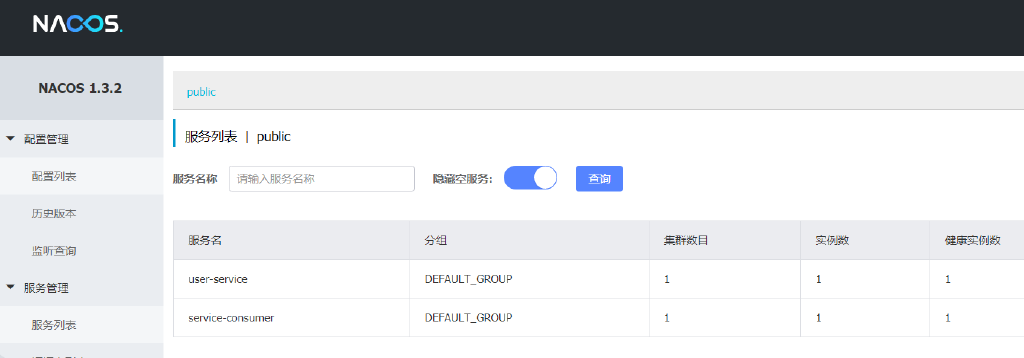 NACOS.
NACOS 1.3.2
配置管理
配置列表
历史版本
监听查询
服务管理
服务列表
public
服务列表 | public
服务名称 请输入服务名称 隐藏空服务: 查询
服务名 分组 集群数目 实例数 健康实例数
user-service DEFAULT_GROUP 1 1 1
service-consumer DEFAULT_GROUP 1 1 1